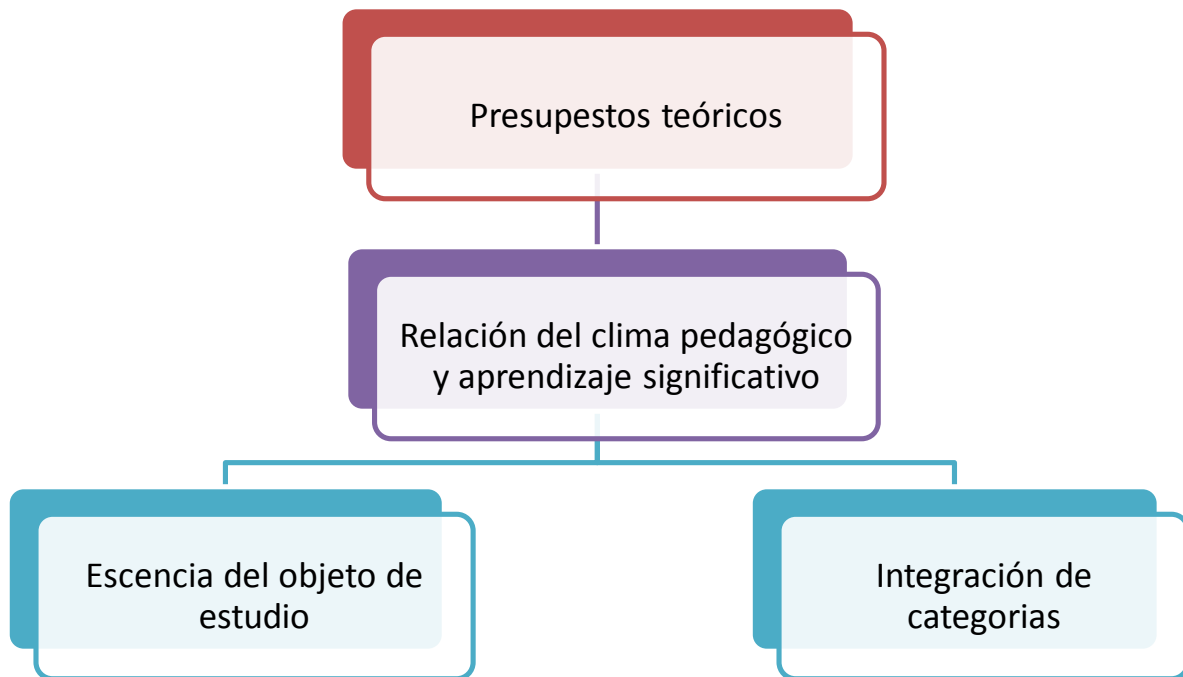 Presupestos teóricos
Relación del clima pedagógico
y aprendizaje significativo
Escencia del objeto de
estudio
Integración de
categorias